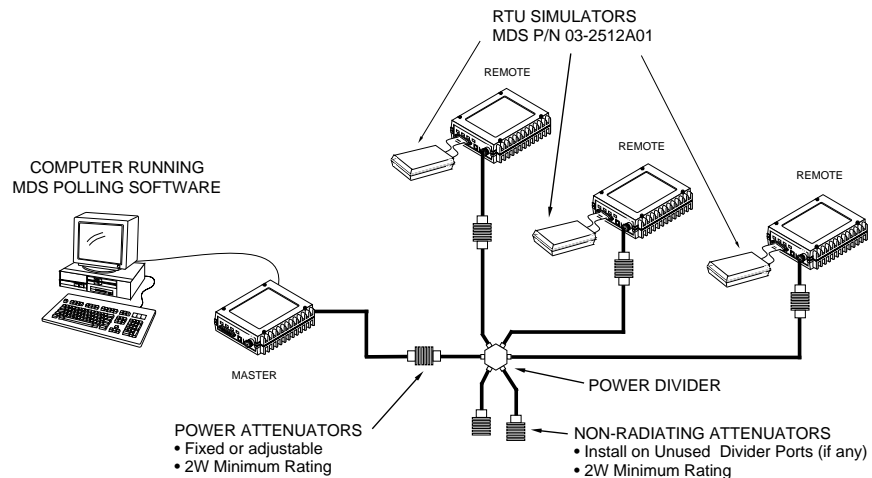 RTU SIMULATORS
MDS P/N 03-2512A01
REMOTE
REMOTE
REMOTE
COMPUTER RUNNING
MDS POLLING SOFTWARE
MASTER
POWER DIVIDER
POWER ATTENUATORS
• Fixed or adjustable
• 2W Minimum Rating
NON-RADIATING ATTENUATORS
• Install on Unused Divider Ports (if any)
• 2W Minimum Rating